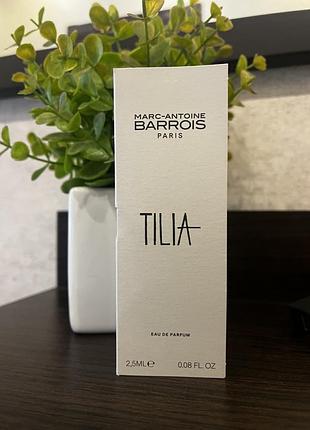 MARC-ANTOINE
BARROIS
PARIS
TILIA
EAU DE PARFUM
2,5ML℮ 0.08 FL. OZ